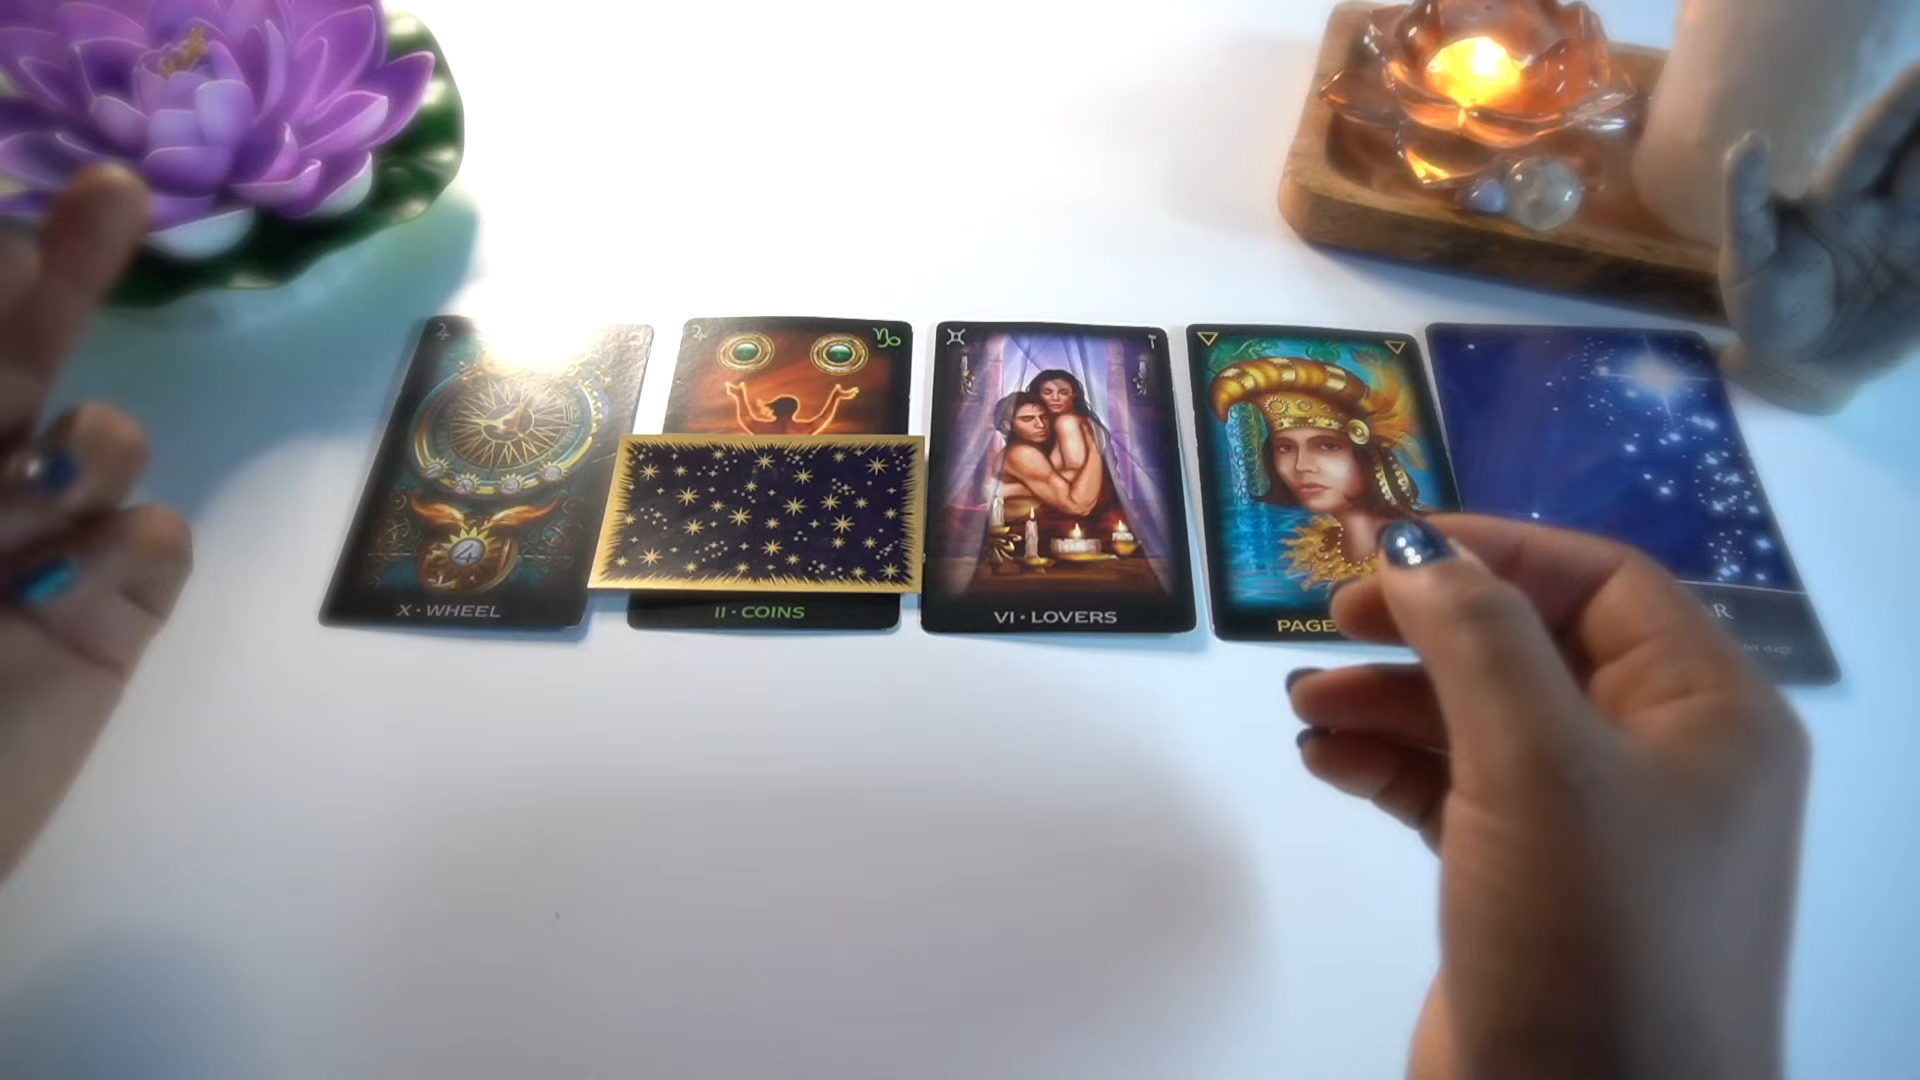 X · WHEEL
II · COINS
VI · LOVERS
PAGE